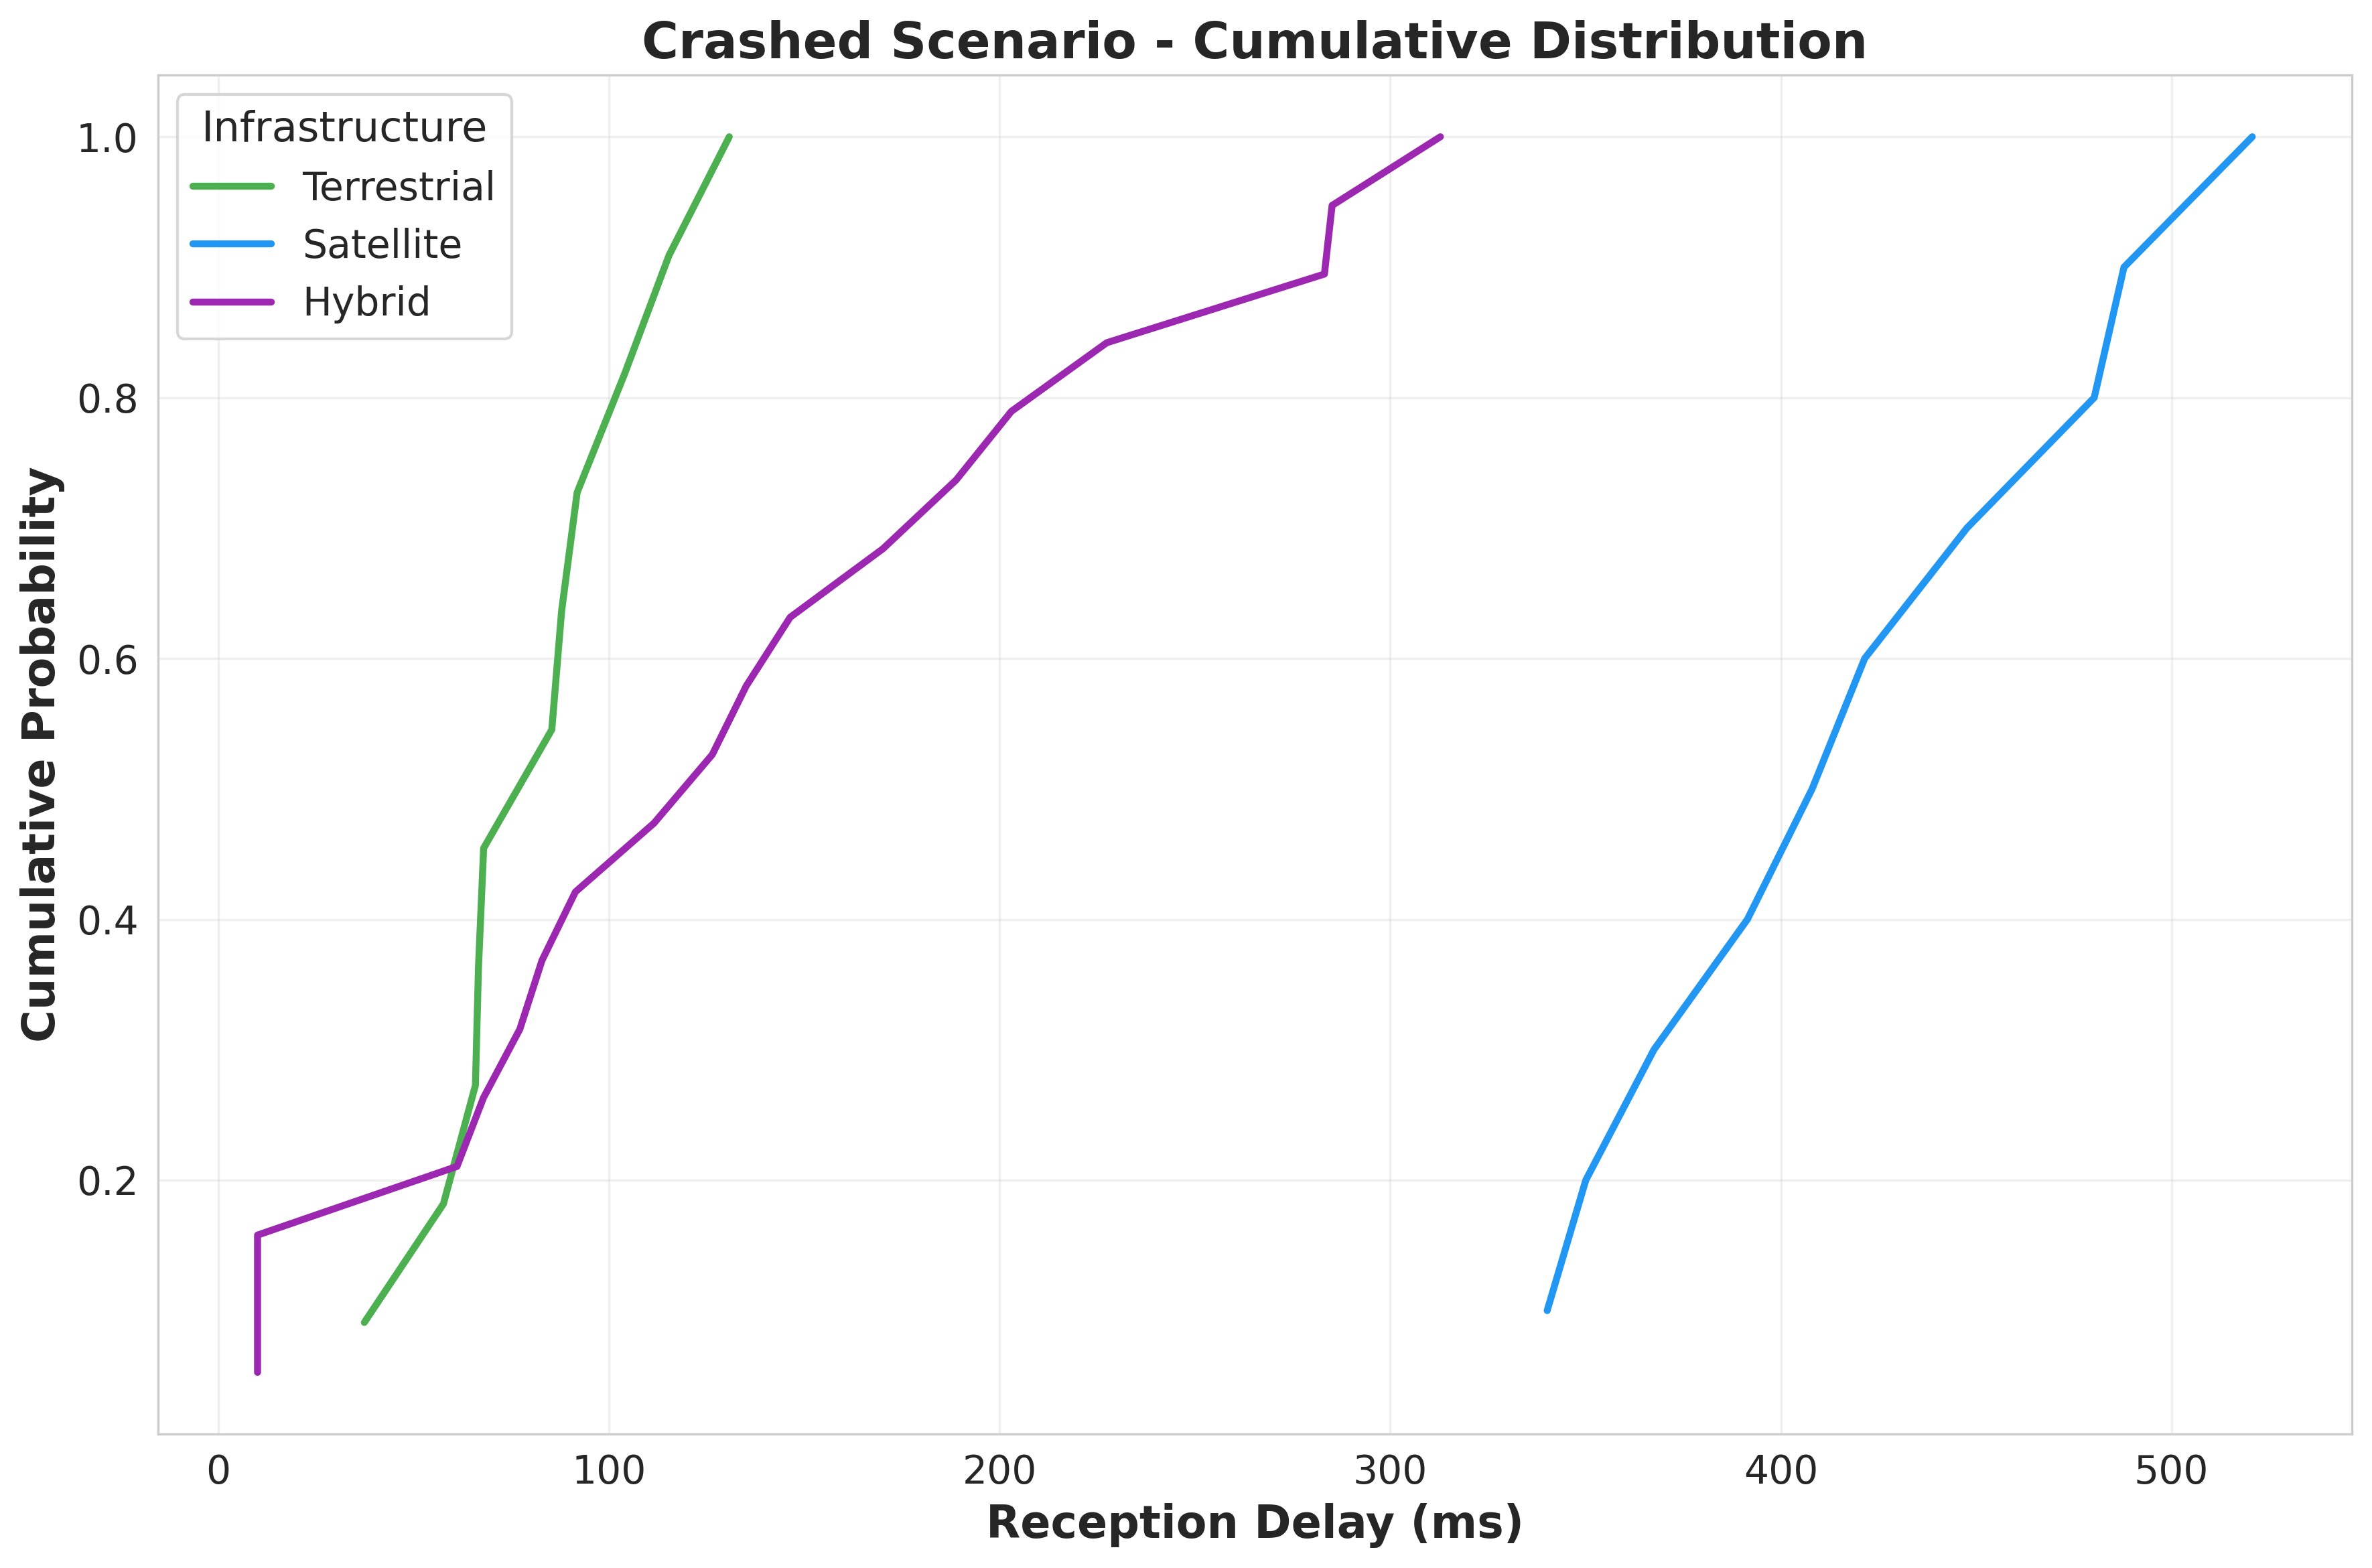 Crashed Scenario - Cumulative Distribution
Infrastructure
Terrestrial
Satellite
Hybrid
Cumulative Probability
1.0
0.8
0.6
0.4
0.2
0 100 200 300 400 500
Reception Delay (ms)